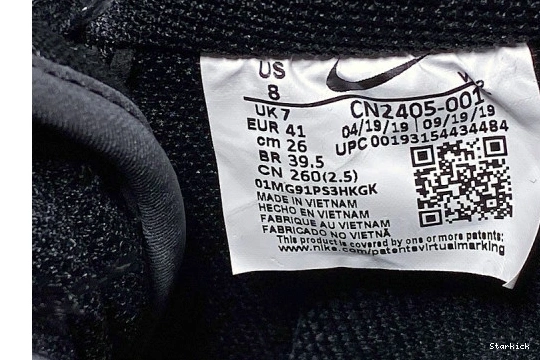 US
8
UK 7
EUR 41
cm 26
BR 39.5
CN 260(2.5)
01MG91PS3HKGK
MADE IN VIETNAM
HECHO EN VIETNAM
FABRIQUE AU VIETNAM
FABRICADO NO VIETNÃ
CN2405-001
04/19/19 | 09/19/19
UPC 00193154434484
This product is covered by one or more patents:
www.nike.com/patentsvirtualmarking
Starkick